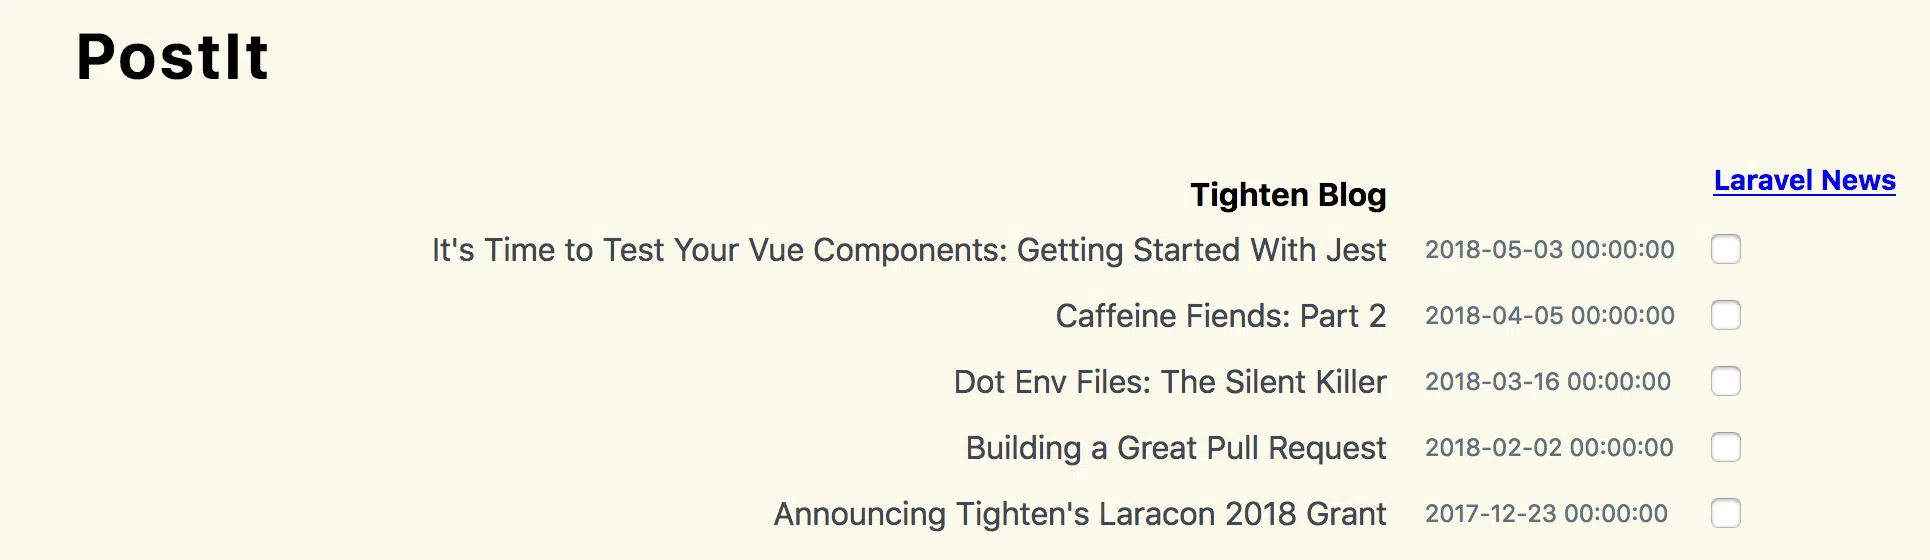 PostIt
Laravel News
Tighten Blog
It's Time to Test Your Vue Components: Getting Started With Jest 2018-05-03 00:00:00
Caffeine Fiends: Part 2 2018-04-05 00:00:00
Dot Env Files: The Silent Killer 2018-03-16 00:00:00
Building a Great Pull Request 2018-02-02 00:00:00
Announcing Tighten's Laracon 2018 Grant 2017-12-23 00:00:00